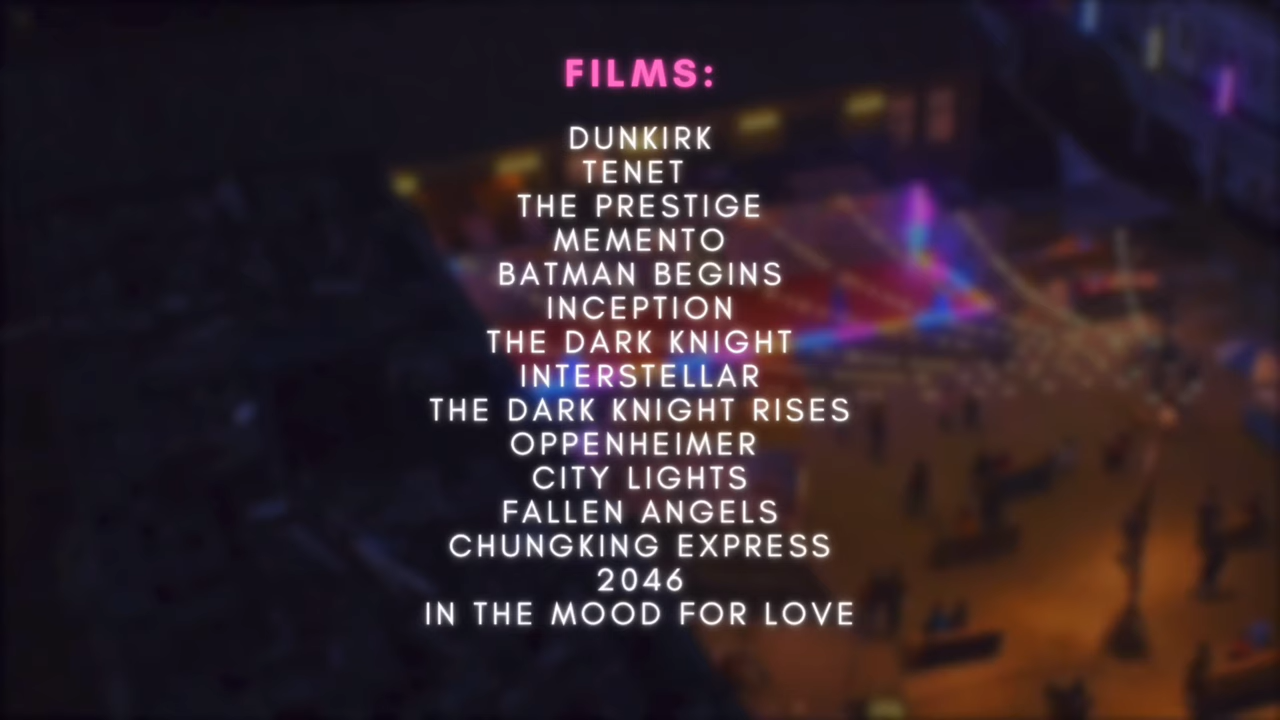 FILMS:
DUNKIRK
TENET
THE PRESTIGE
MEMENTO
BATMAN BEGINS
INCEPTION
THE DARK KNIGHT
INTERSTELLAR
THE DARK KNIGHT RISES
OPPENHEIMER
CITY LIGHTS
FALLEN ANGELS
CHUNGKING EXPRESS
2046
IN THE MOOD FOR LOVE